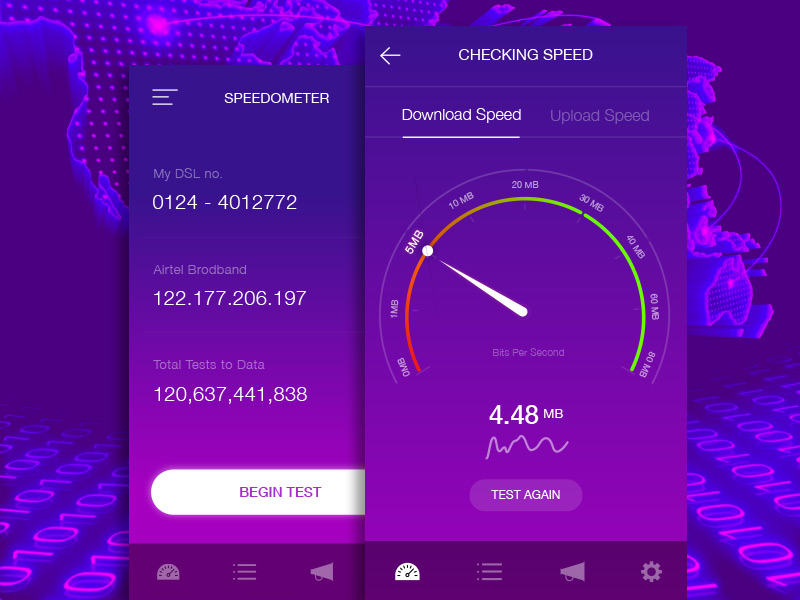 SPEEDOMETER
My DSL no.
0124 - 4012772
Airtel Brodband
122.177.206.197
Total Tests to Data
120,637,441,838
BEGIN TEST
CHECKING SPEED
Download Speed
Upload Speed
0MB
1MB
5MB
10 MB
20 MB
30 MB
40 MB
60 MB
80 MB
Bits Per Second
4.48 MB
TEST AGAIN